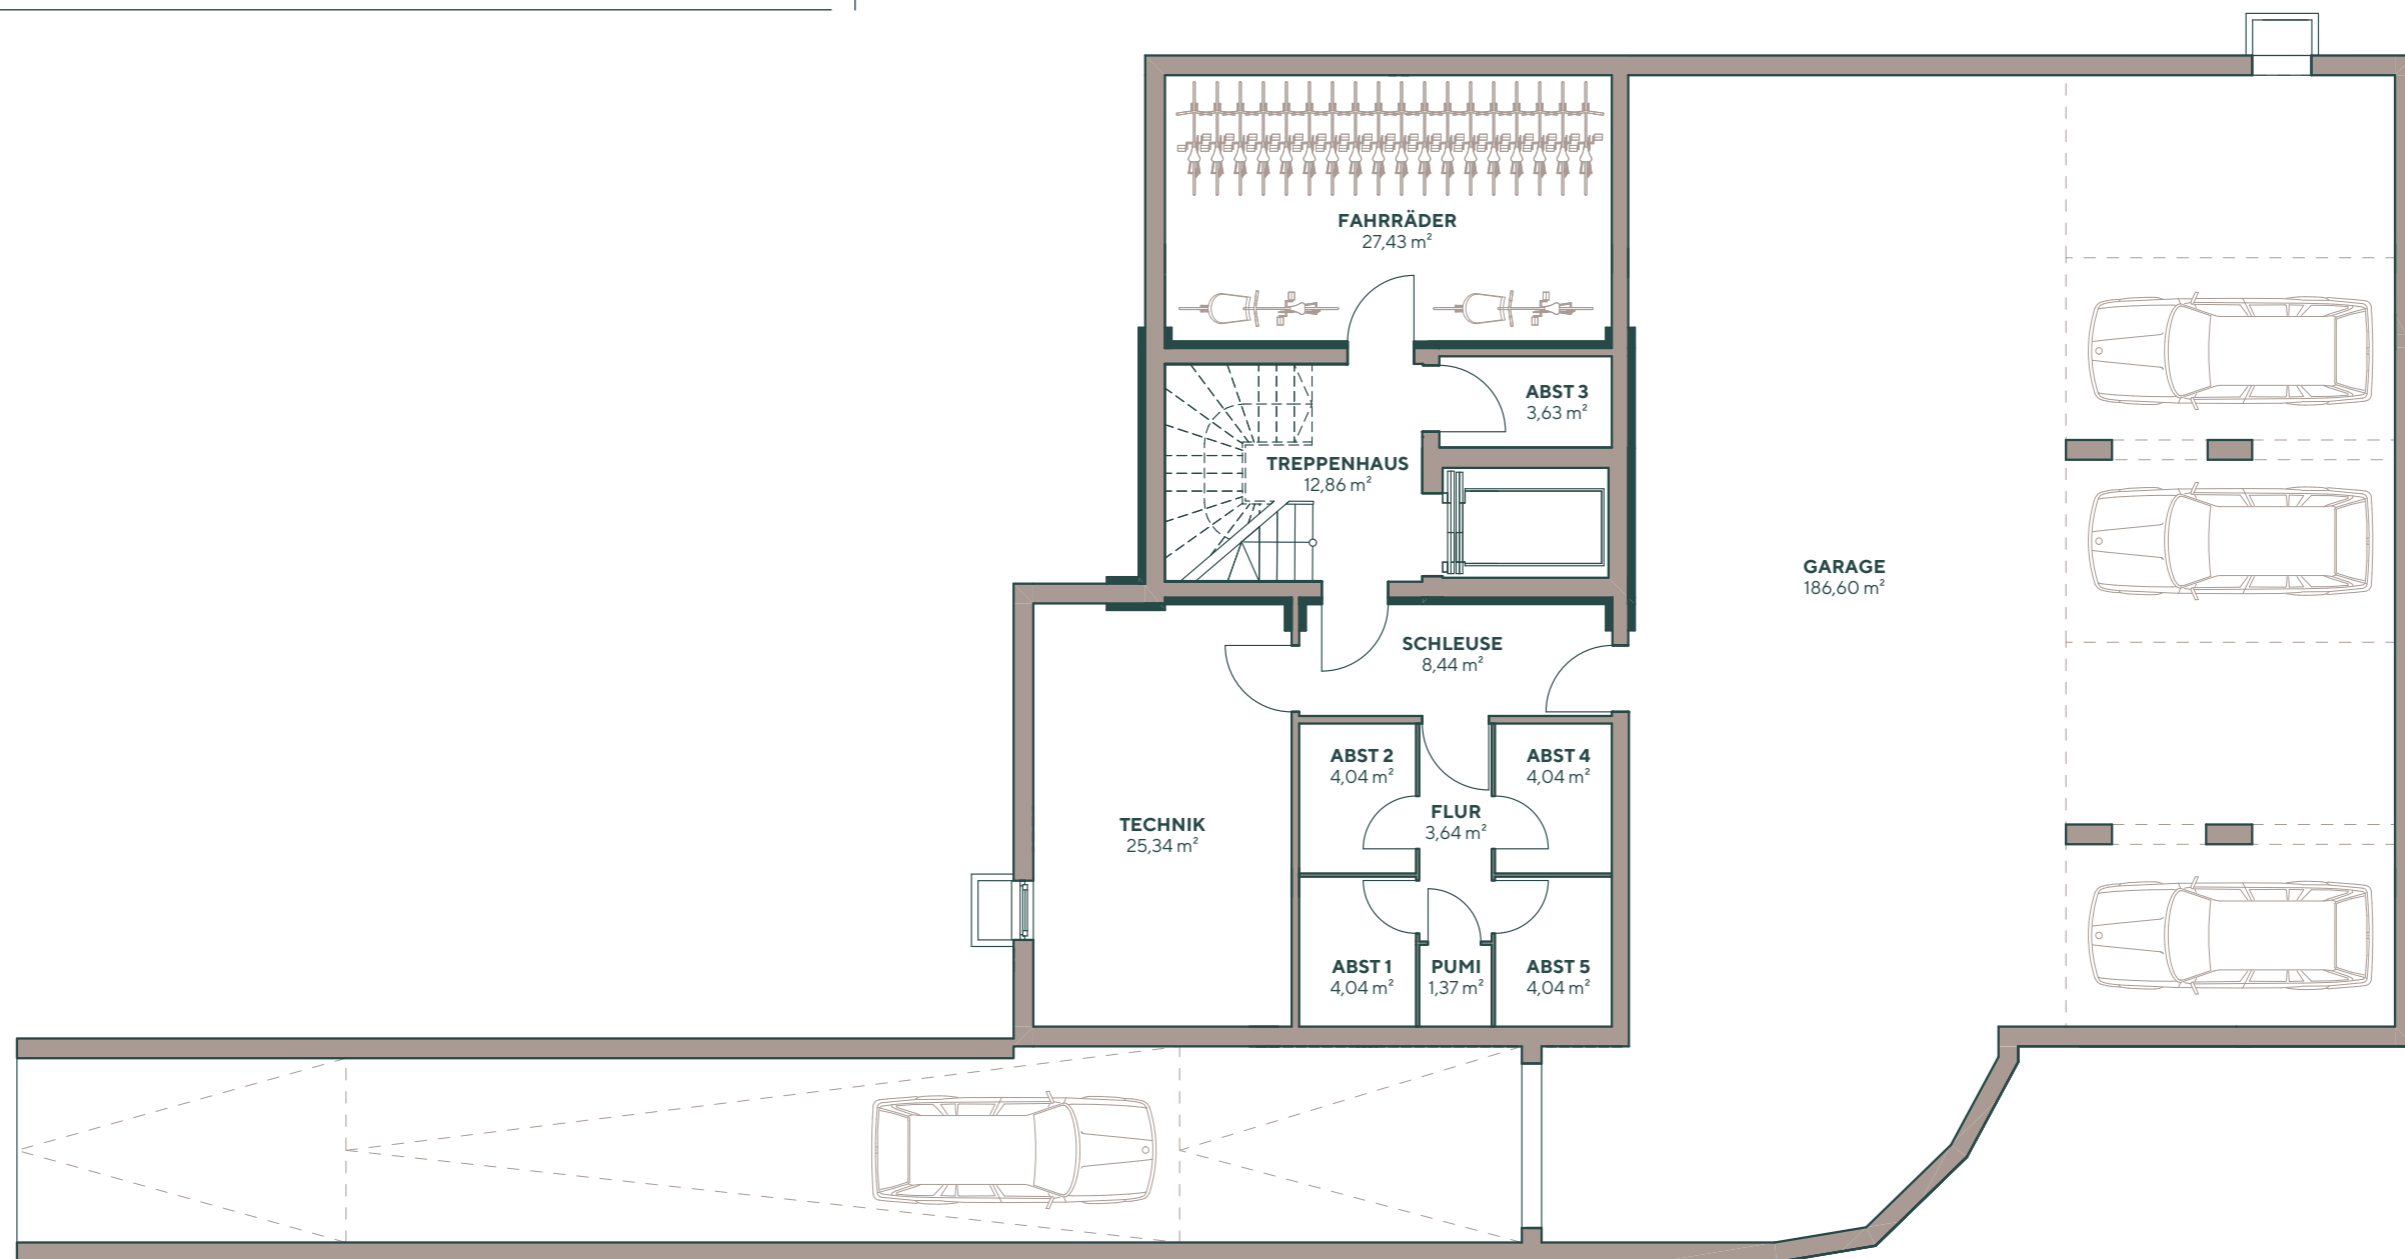 FAHRRÄDER
27,43 m²
ABST 3
3,63 m²
TREPPENHAUS
12,86 m²
GARAGE
186,60 m²
SCHLEUSE
8,44 m²
ABST 2
4,04 m²
ABST 4
4,04 m²
FLUR
3,64 m²
TECHNIK
25,34 m²
ABST 1
4,04 m²
PUMI
1,37 m²
ABST 5
4,04 m²